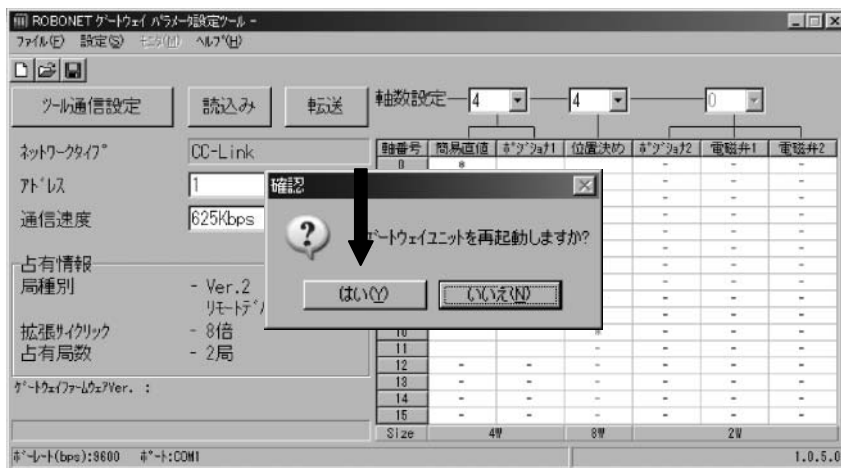 ROBONET ゲートウェイ パラメータ設定ツール -
ファイル(F) 設定(S) モニタ(M) ヘルプ(H)
ツール通信設定 読込み 転送
軸数設定 4 4 0
ネットワークタイプ CC-Link
アドレス 1
通信速度 625Kbps
占有情報
局種別 - Ver.2
リモートデバ
拡張サイクリック - 8倍
占有局数 - 2局
ゲートウェイファームウェアVer. :
軸番号 簡易直値 ポジショナ1 位置決め ポジショナ2 電磁弁1 電磁弁2
0 * - - -
確認
ゲートウェイユニットを再起動しますか?
はい(Y) いいえ(N)
10 * - - -
11 - - - -
12 - - - - - -
13 - - - - - -
14 - - - - - -
15 - - - - - -
Size 4W 8W 2W
ボーレート(bps):9600 ポート:COM1 1.0.5.0